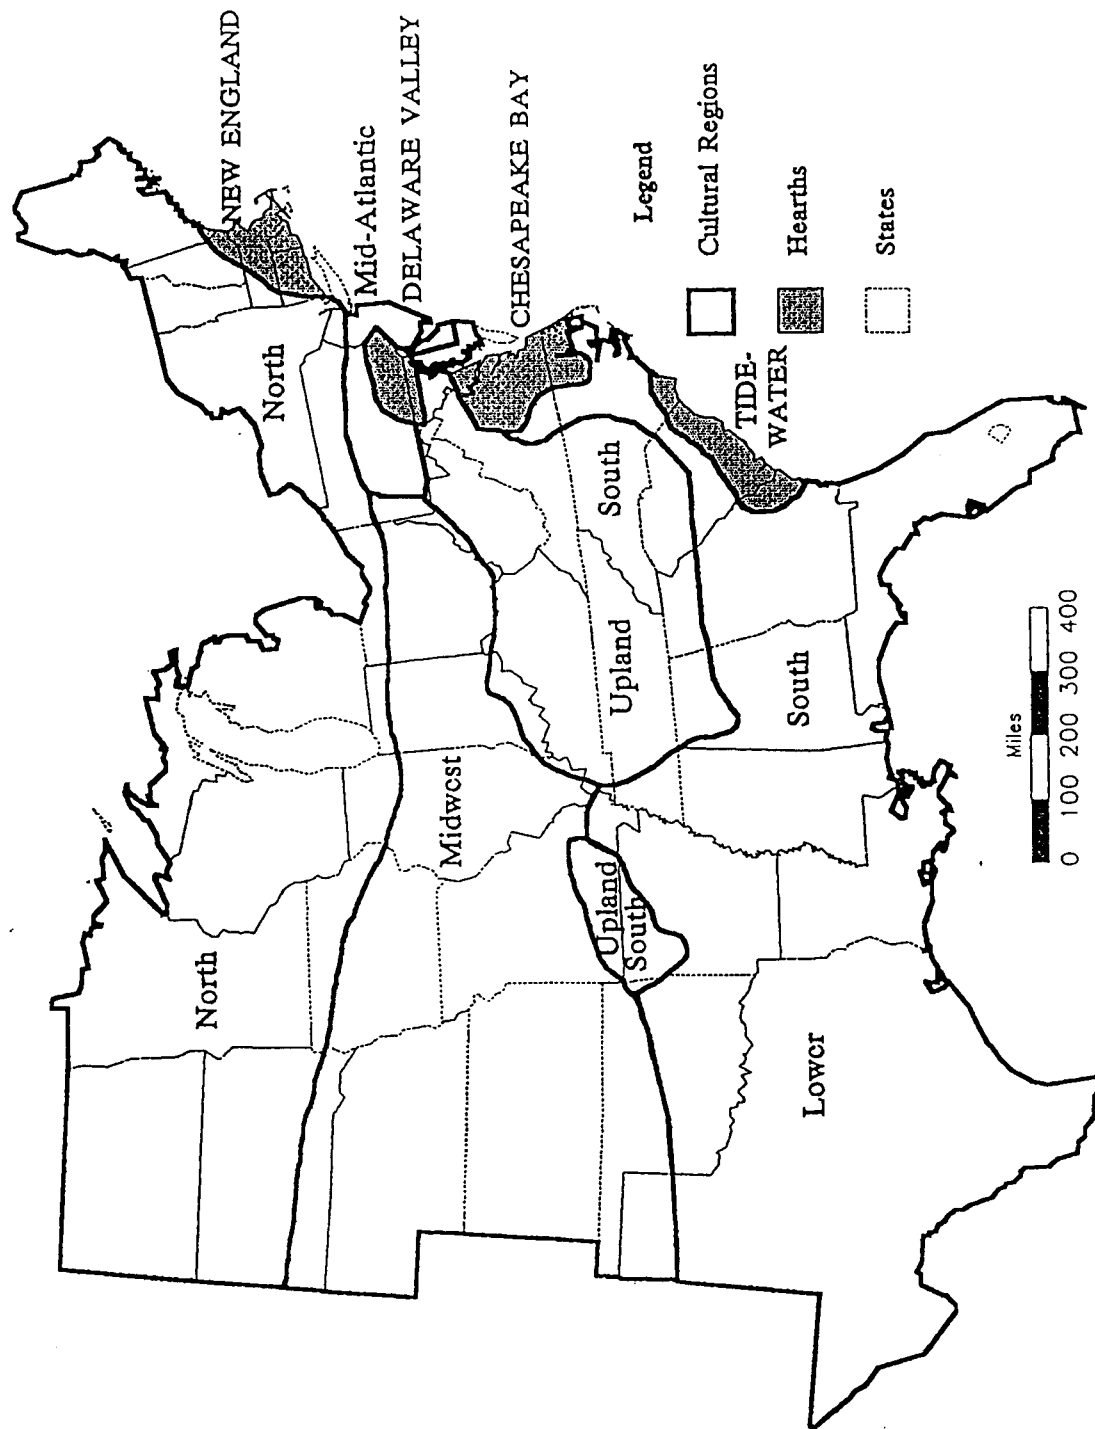 NEW ENGLAND
North
North
Mid-Atlantic
DELAWARE VALLEY
Midwest
CHESAPEAKE BAY
Upland
South
Upland
South
TIDE-
WATER
Lower
South
Legend
Cultural Regions
Hearths
States
Miles
0 100 200 300 400